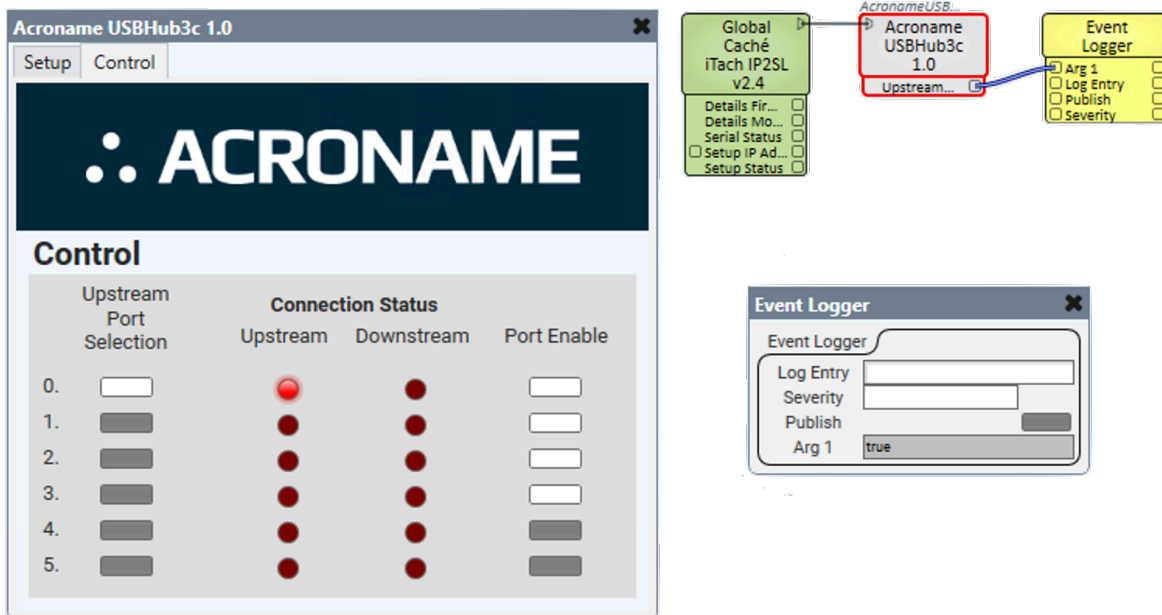 Acroname USBHub3c 1.0
Setup
Control
ACRONAME
Control
Upstream
Port
Selection
Connection Status
Upstream
Downstream
Port Enable
0.
1.
2.
3.
4.
5.
Global
Caché
iTach IP2SL
v2.4
Details Fir...
Details Mo...
Serial Status
Setup IP Ad...
Setup Status
AcronameUSB...
Acroname
USBHub3c
1.0
Upstream...
Event
Logger
Arg 1
Log Entry
Publish
Severity
Event Logger
Event Logger
Log Entry
Severity
Publish
Arg 1
true